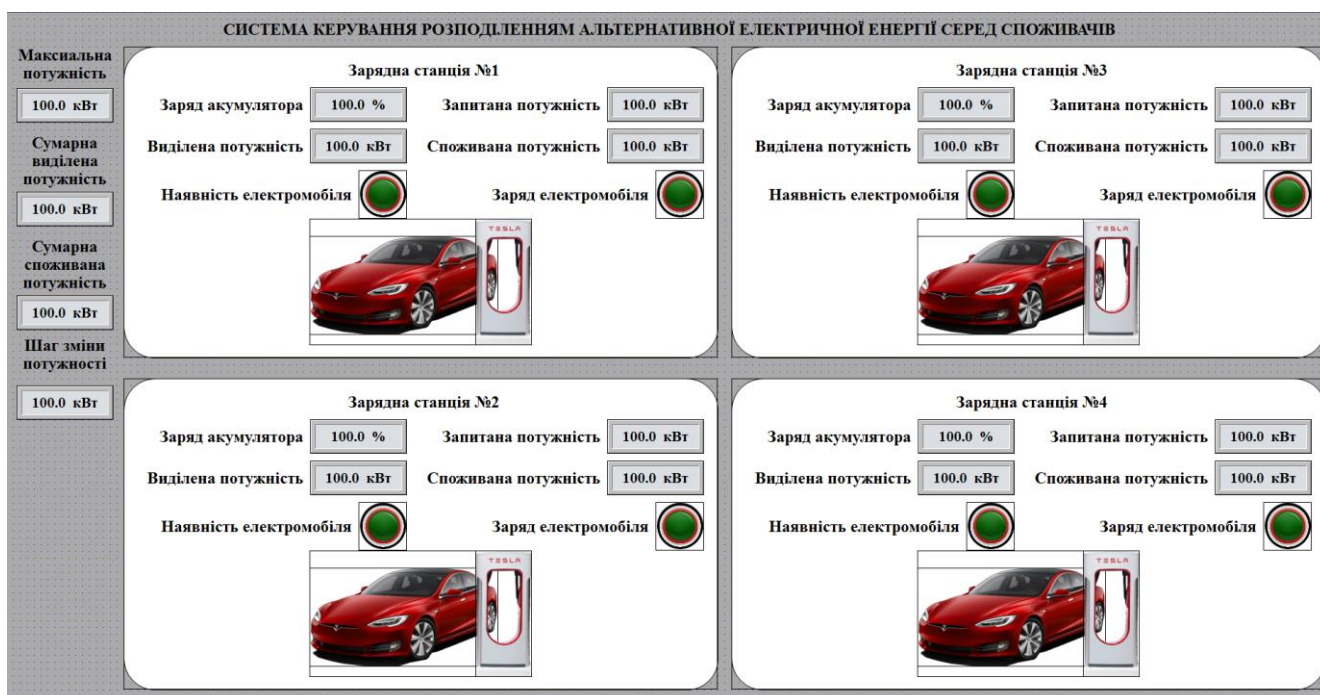 СИСТЕМА КЕРУВАННЯ РОЗПОДІЛЕННЯМ АЛЬТЕРНАТИВНОЇ ЕЛЕКТРИЧНОЇ ЕНЕРГІЇ СЕРЕД СПОЖИВАЧІВ
Максиальна
потужність
100.0 кВт
Сумарна
виділена
потужність
100.0 кВт
Сумарна
споживана
потужність
100.0 кВт
Шаг зміни
потужності
100.0 кВт
Зарядна станція №1
Заряд акумулятора 100.0 % Запитана потужність 100.0 кВт
Виділена потужність 100.0 кВт Споживана потужність 100.0 кВт
Наявність електромобіля Заряд електромобіля
TESLA
Зарядна станція №3
Заряд акумулятора 100.0 % Запитана потужність 100.0 кВт
Виділена потужність 100.0 кВт Споживана потужність 100.0 кВт
Наявність електромобіля Заряд електромобіля
TESLA
Зарядна станція №2
Заряд акумулятора 100.0 % Запитана потужність 100.0 кВт
Виділена потужність 100.0 кВт Споживана потужність 100.0 кВт
Наявність електромобіля Заряд електромобіля
TESLA
Зарядна станція №4
Заряд акумулятора 100.0 % Запитана потужність 100.0 кВт
Виділена потужність 100.0 кВт Споживана потужність 100.0 кВт
Наявність електромобіля Заряд електромобіля
TESLA